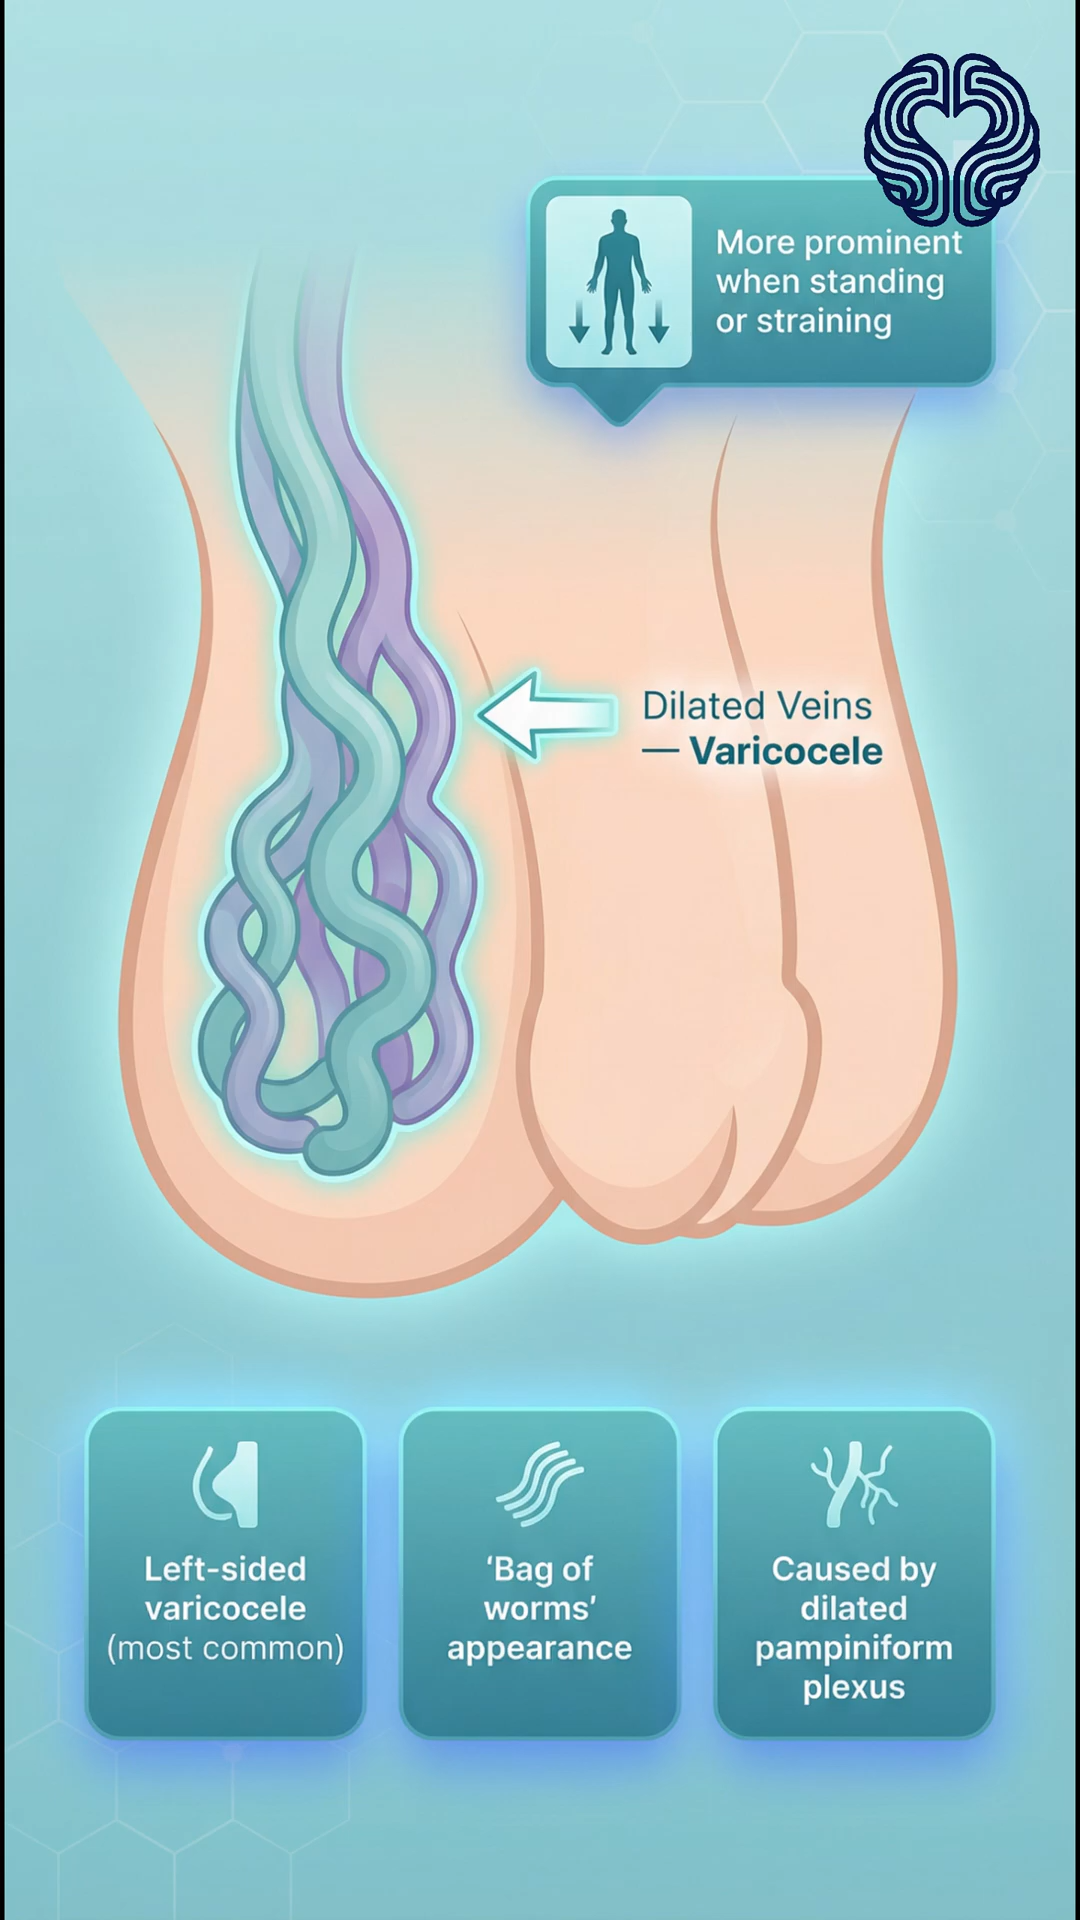 More prominent
when standing
or straining
Dilated Veins
— Varicocele
Left-sided
varicocele
(most common)
‘Bag of
worms’
appearance
Caused by
dilated
pampiniform
plexus